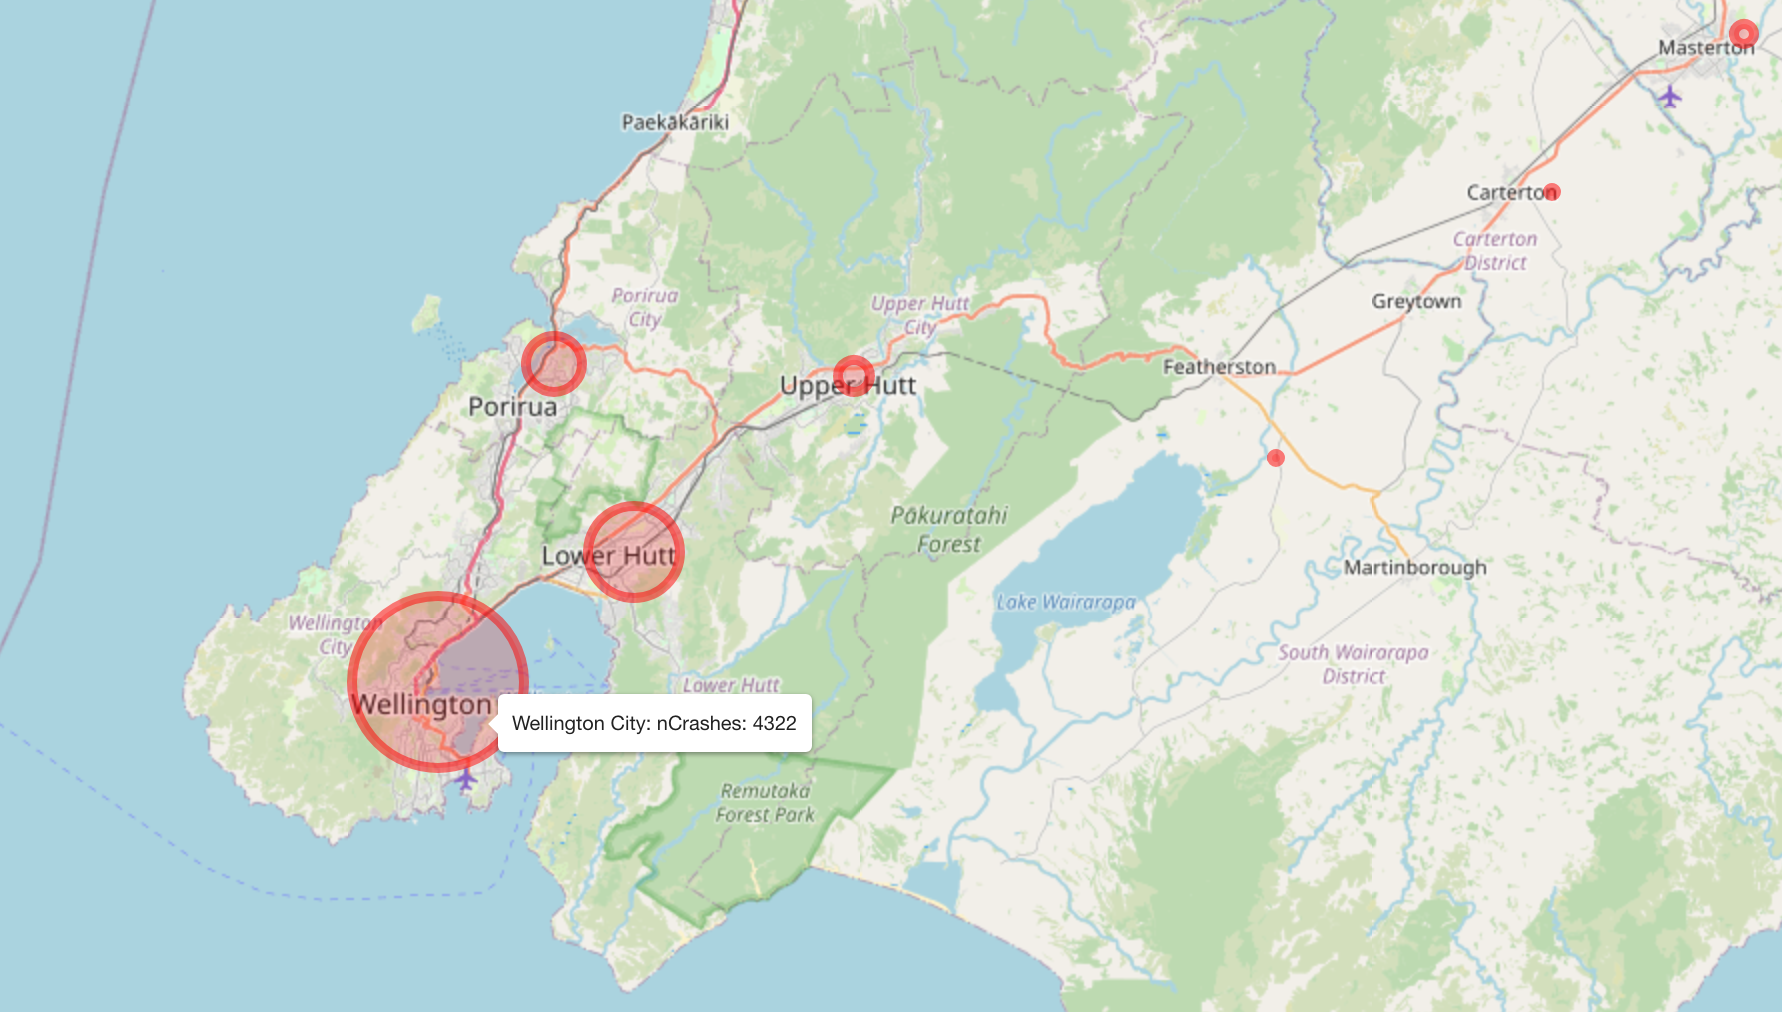 Masterton
Paekākāriki
Carterton
Carterton
District
Porirua
City
Upper Hutt
City
Greytown
Featherston
Upper Hutt
Porirua
Pākuratahi
Forest
Lower Hutt
Martinborough
Lake Wairarapa
Wellington
City
South Wairarapa
District
Lower Hutt
Wellington
Wellington City: nCrashes: 4322
Remutaka
Forest Park